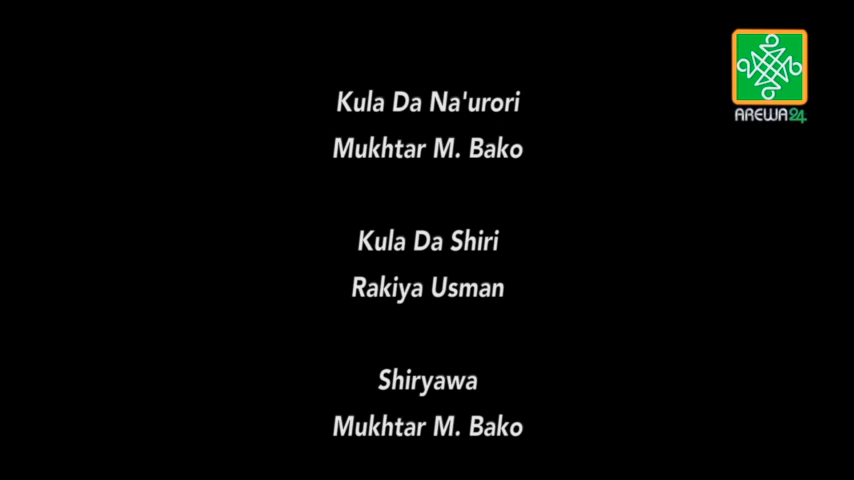 Kula Da Na'urori
Mukhtar M. Bako
Kula Da Shiri
Rakiya Usman
Shiryawa
Mukhtar M. Bako
AREWA24